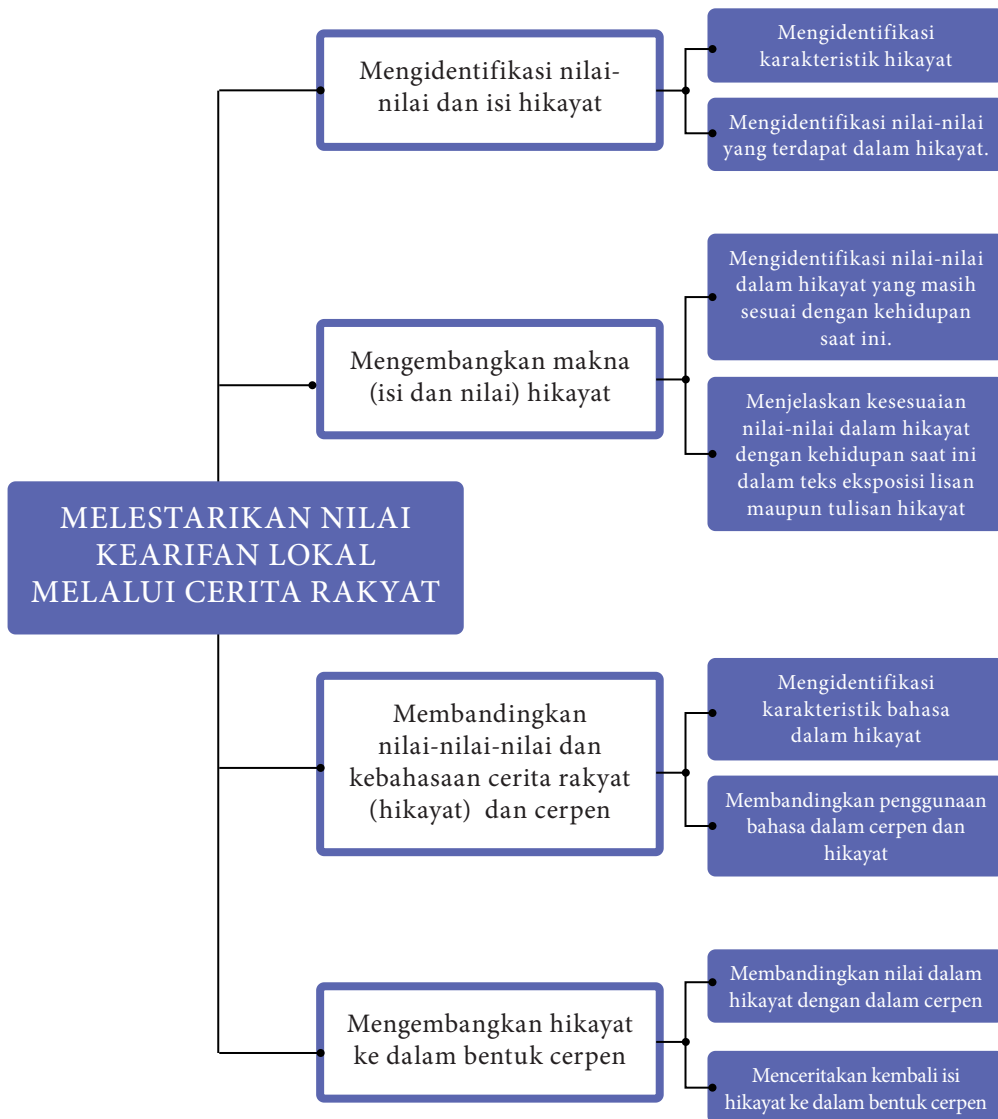 MELESTARIKAN NILAI
KEARIFAN LOKAL
MELALUI CERITA RAKYAT
Mengidentifikasi nilai-
nilai dan isi hikayat
Mengidentifikasi
karakteristik hikayat
Mengidentifikasi nilai-nilai
yang terdapat dalam hikayat.
Mengembangkan makna
(isi dan nilai) hikayat
Mengidentifikasi nilai-nilai
dalam hikayat yang masih
sesuai dengan kehidupan
saat ini.
Menjelaskan kesesuaian
nilai-nilai dalam hikayat
dengan kehidupan saat ini
dalam teks eksposisi lisan
maupun tulisan hikayat
Membandingkan
nilai-nilai-nilai dan
kebahasaan cerita rakyat
(hikayat) dan cerpen
Mengidentifikasi
karakteristik bahasa
dalam hikayat
Membandingkan penggunaan
bahasa dalam cerpen dan
hikayat
Mengembangkan hikayat
ke dalam bentuk cerpen
Membandingkan nilai dalam
hikayat dengan dalam cerpen
Menceritakan kembali isi
hikayat ke dalam bentuk cerpen